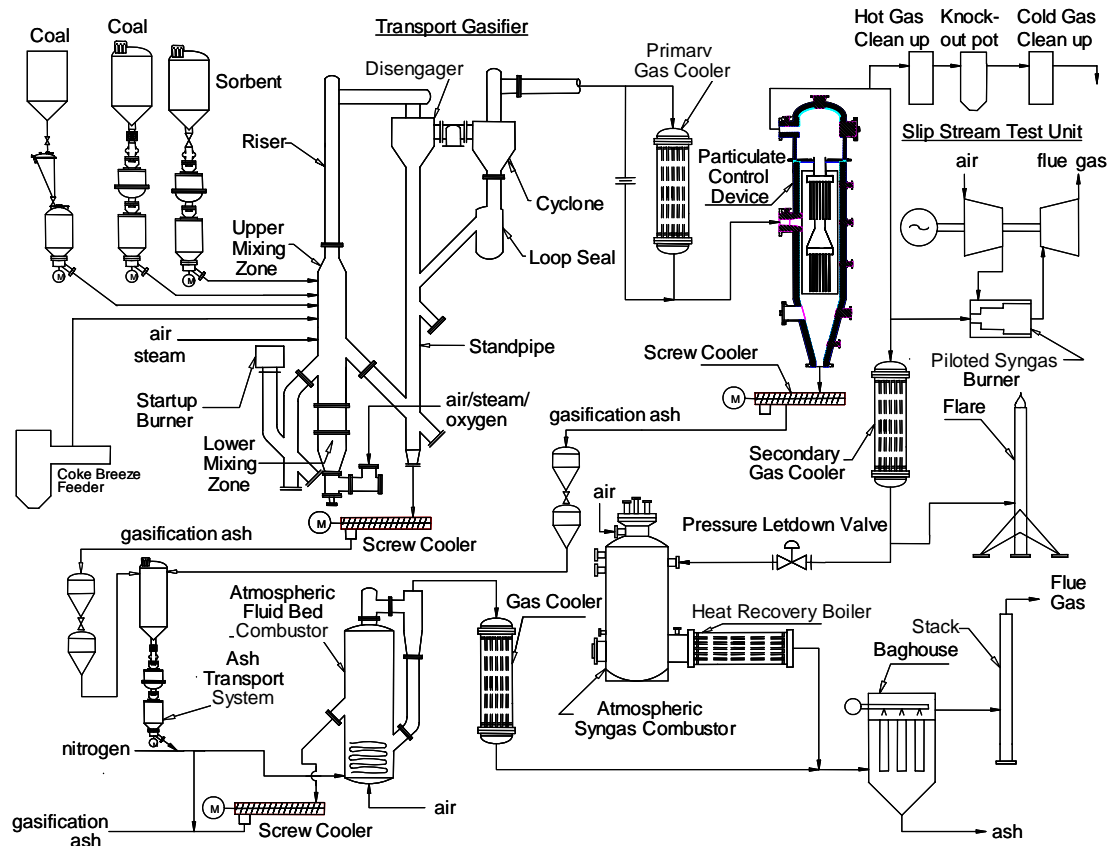 Coal
Coal
Sorbent
Transport Gasifier
Disengager
Primary
Gas Cooler
Hot Gas
Clean up
Knock-
out pot
Cold Gas
Clean up
Riser
Slip Stream Test Unit
Particulate
Control
Device
air
flue gas
Cyclone
Upper
Mixing
Zone
Loop Seal
M
M
M
air
steam
Standpipe
Screw Cooler
Piloted Syngas
Burner
Startup
Burner
air/steam/
oxygen
M
gasification ash
Flare
Lower
Mixing
Zone
Secondary
Gas Cooler
Coke Breeze
Feeder
air
M
Pressure Letdown Valve
gasification ash
Screw Cooler
Atmospheric
Fluid Bed
Combustor
Gas Cooler
Heat Recovery Boiler
Flue
Gas
Stack
Baghouse
Ash
Transport
System
Atmospheric
Syngas Combustor
nitrogen
M
air
gasification
ash
Screw Cooler
ash